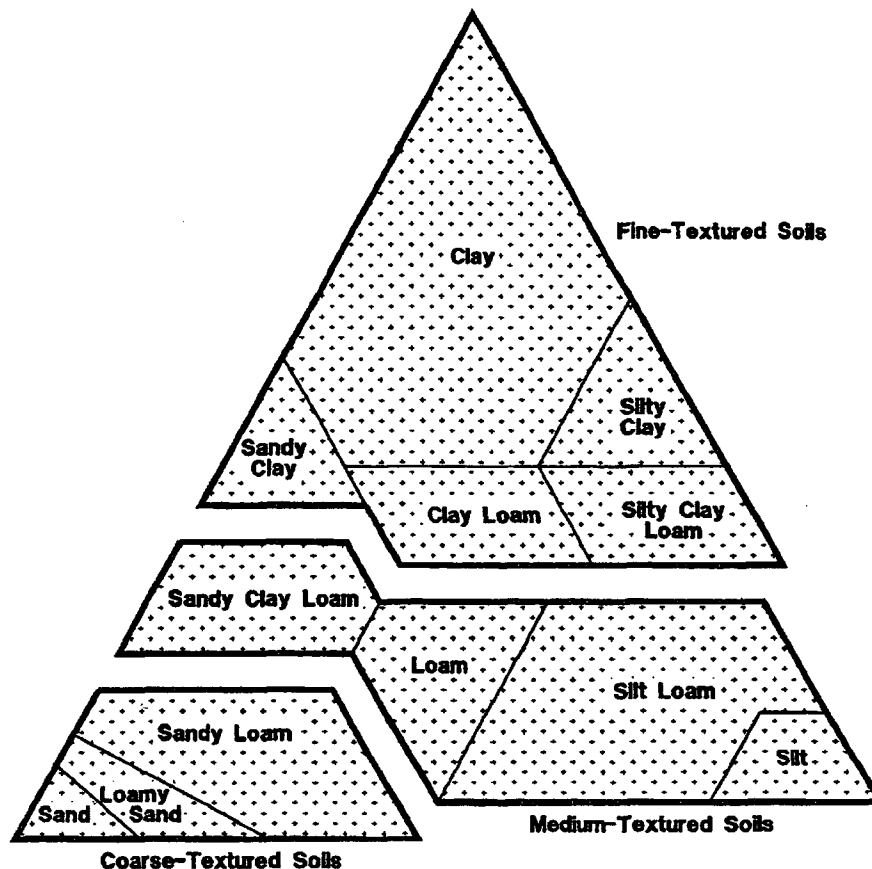 Fine-Textured Soils
Clay
Silty
Clay
Sandy
Clay
Clay Loam
Silty Clay
Loam
Sandy Clay Loam
Loam
Silt Loam
Sandy Loam
Silt
Loamy
Sand
Sand
Medium-Textured Soils
Coarse-Textured Soils